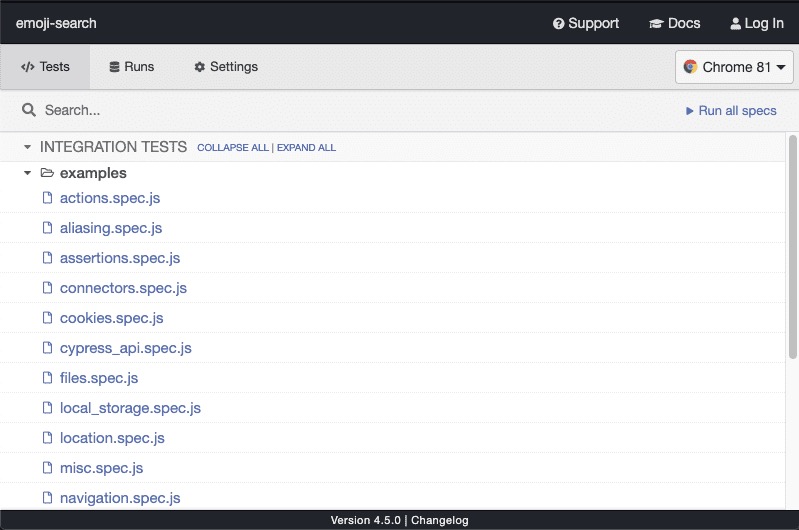 emoji-search Support Docs Log In
Tests Runs Settings Chrome 81
Search... Run all specs
INTEGRATION TESTS COLLAPSE ALL | EXPAND ALL
examples
actions.spec.js
aliasing.spec.js
assertions.spec.js
connectors.spec.js
cookies.spec.js
cypress_api.spec.js
files.spec.js
local_storage.spec.js
location.spec.js
misc.spec.js
navigation.spec.js
Version 4.5.0 | Changelog